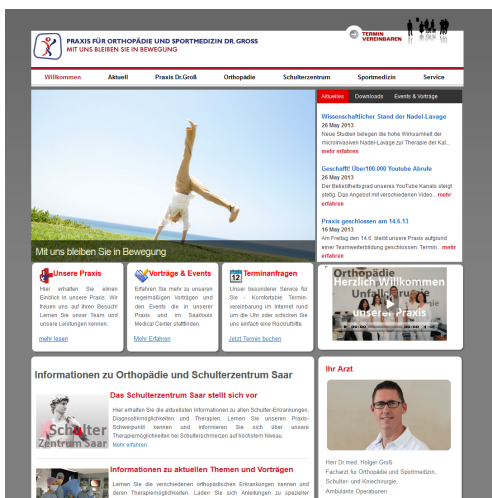 PRAXIS FÜR ORTHOPÄDIE UND SPORTMEDIZIN DR. GROSS
MIT UNS BLEIBEN SIE IN BEWEGUNG
TERMIN
VEREINBAREN
Willkommen Aktuell Praxis Dr.Groß Orthopädie Schulterzentrum Sportmedizin Service
Aktuelles Downloads Events & Vorträge
Wissenschaftlicher Stand der Nadel-Lavage
26 May 2013
Neue Studien belegen die hohe Wirksamkeit der
microinvasiven Nadel-Lavage zur Therapie der Kal...
mehr erfahren
Geschafft! Über100.000 Youtube Abrufe
26 May 2013
Der Beliebtheitsgrad unseres YouTube Kanals steigt
stetig. Das Angebot mit verschiedenen Video... mehr
erfahren
Praxis geschlossen am 14.6.13
16 May 2013
Am Freitag den 14.6. bleibt unsere Praxis aufgrund
einer Teamweiterbildung geschlossen. Termin... mehr
erfahren
Mit uns bleiben Sie in Bewegung
Unsere Praxis
Hier erhalten Sie einen
Einblick in unsere Praxis. Wir
freuen uns auf Ihren Besuch!
Lernen Sie unser Team und
unsere Leistungen kennen.
mehr lesen
Vorträge & Events
Erfahren Sie mehr zu unseren
regelmäßigen Vorträgen und
den Events die in unserer
Praxis und im Saarlouis
Medical Center stattfinden.
Mehr Erfahren
12
Terminanfragen
Unser besonderer Service für
Sie - Komfortable Termin-
vereinbarung im Internet rund
um die Uhr oder schicken Sie
uns einfach eine Rückrufbitte.
Jetzt Termin buchen
Orthopädie
Herzlich Willkommen
Unfallchirurgie
unserer Praxis
Informationen zu Orthopädie und Schulterzentrum Saar
Schulter
Zentrum Saar
Das Schulterzentrum Saar stellt sich vor
Hier erhalten Sie die aktuellsten Informationen zu allen Schulter-Erkrankungen,
Diagnostikmöglichkeiten und Therapien. Lernen Sie unseren Praxis-
Schwerpunkt kennen und informieren Sie sich über unsere
Therapiemöglichkeiten bei Schulterschmerzen auf höchstem Niveau.
Mehr erfahren
Informationen zu aktuellen Themen und Vorträgen
Lernen Sie die verschiedenen orthopädischen Erkrankungen kennen und
deren Therapiemöglichkeiten. Laden Sie sich Anleitungen zu spezieller
Ihr Arzt
Herr Dr.med. Holger Groß
Facharzt für Orthopädie und Sportmedizin,
Schulter- und Kniechirurgie,
Ambulante Operationen